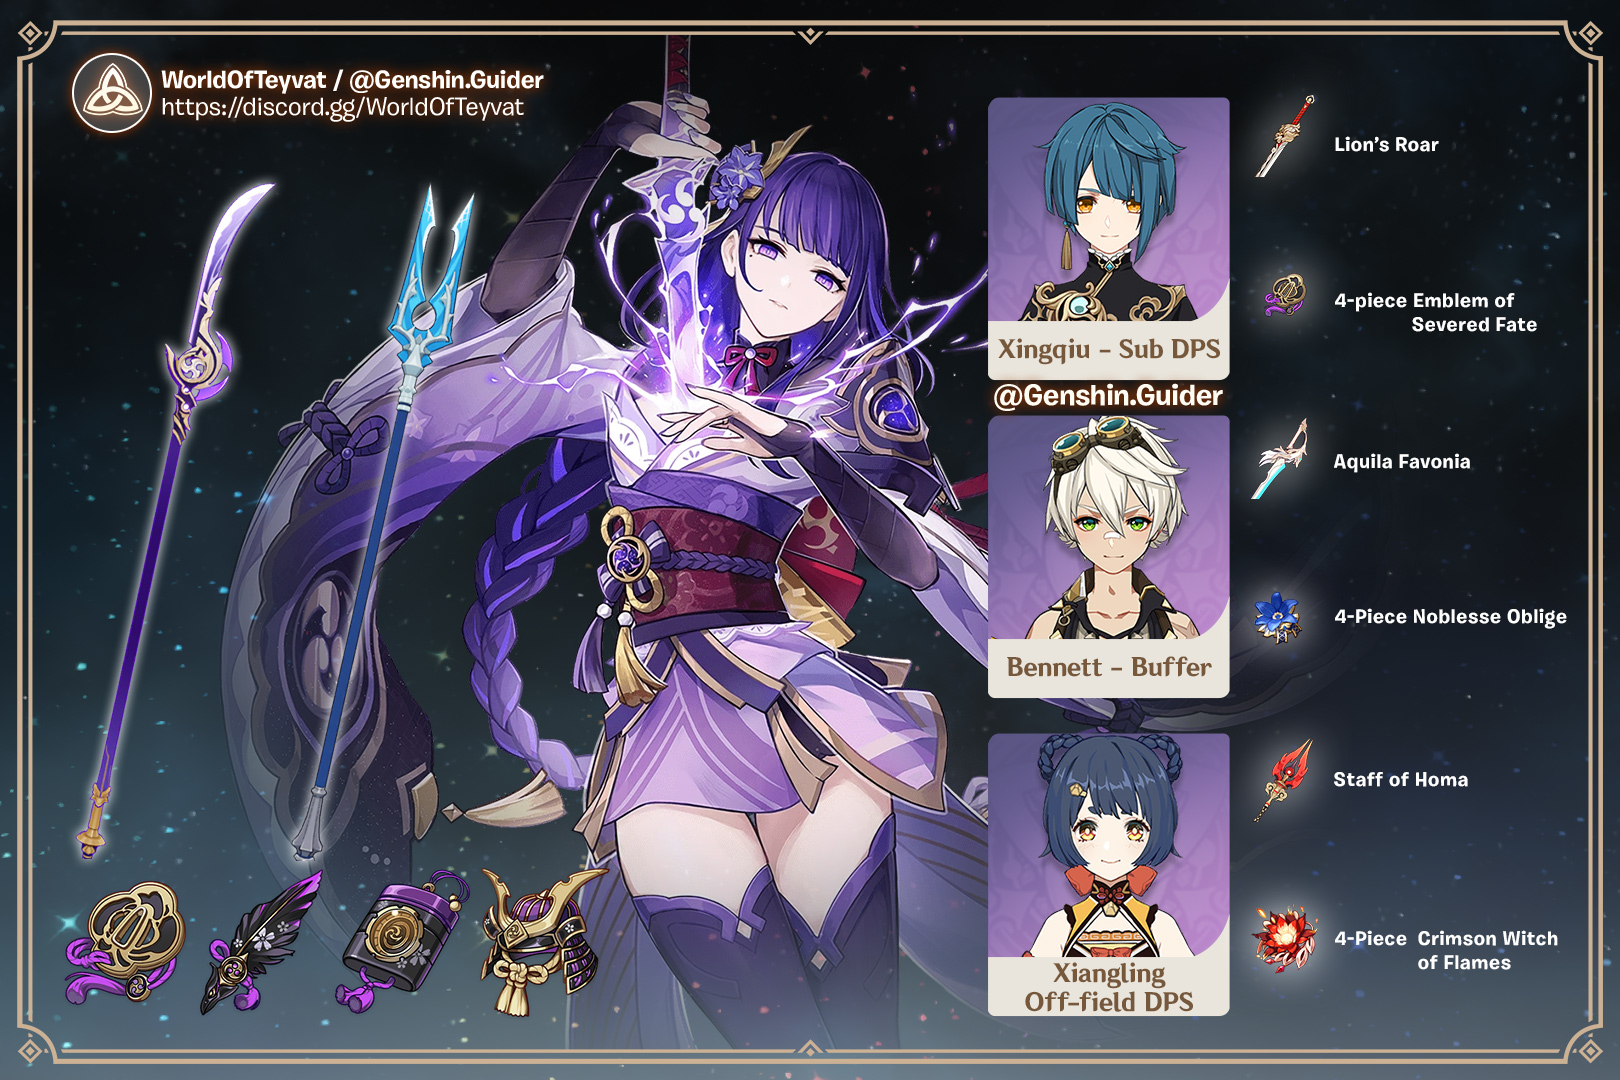 WorldOfTeyvat / @Genshin.Guider
https://discord.gg/WorldOfTeyvat
Xingqiu - Sub DPS
Lion's Roar
4-piece Emblem of
Severed Fate
@Genshin.Guider
Bennett - Buffer
Aquila Favonia
4-Piece Noblesse Oblige
Xiangling
Off-field DPS
Staff of Homa
4-Piece Crimson Witch
of Flames